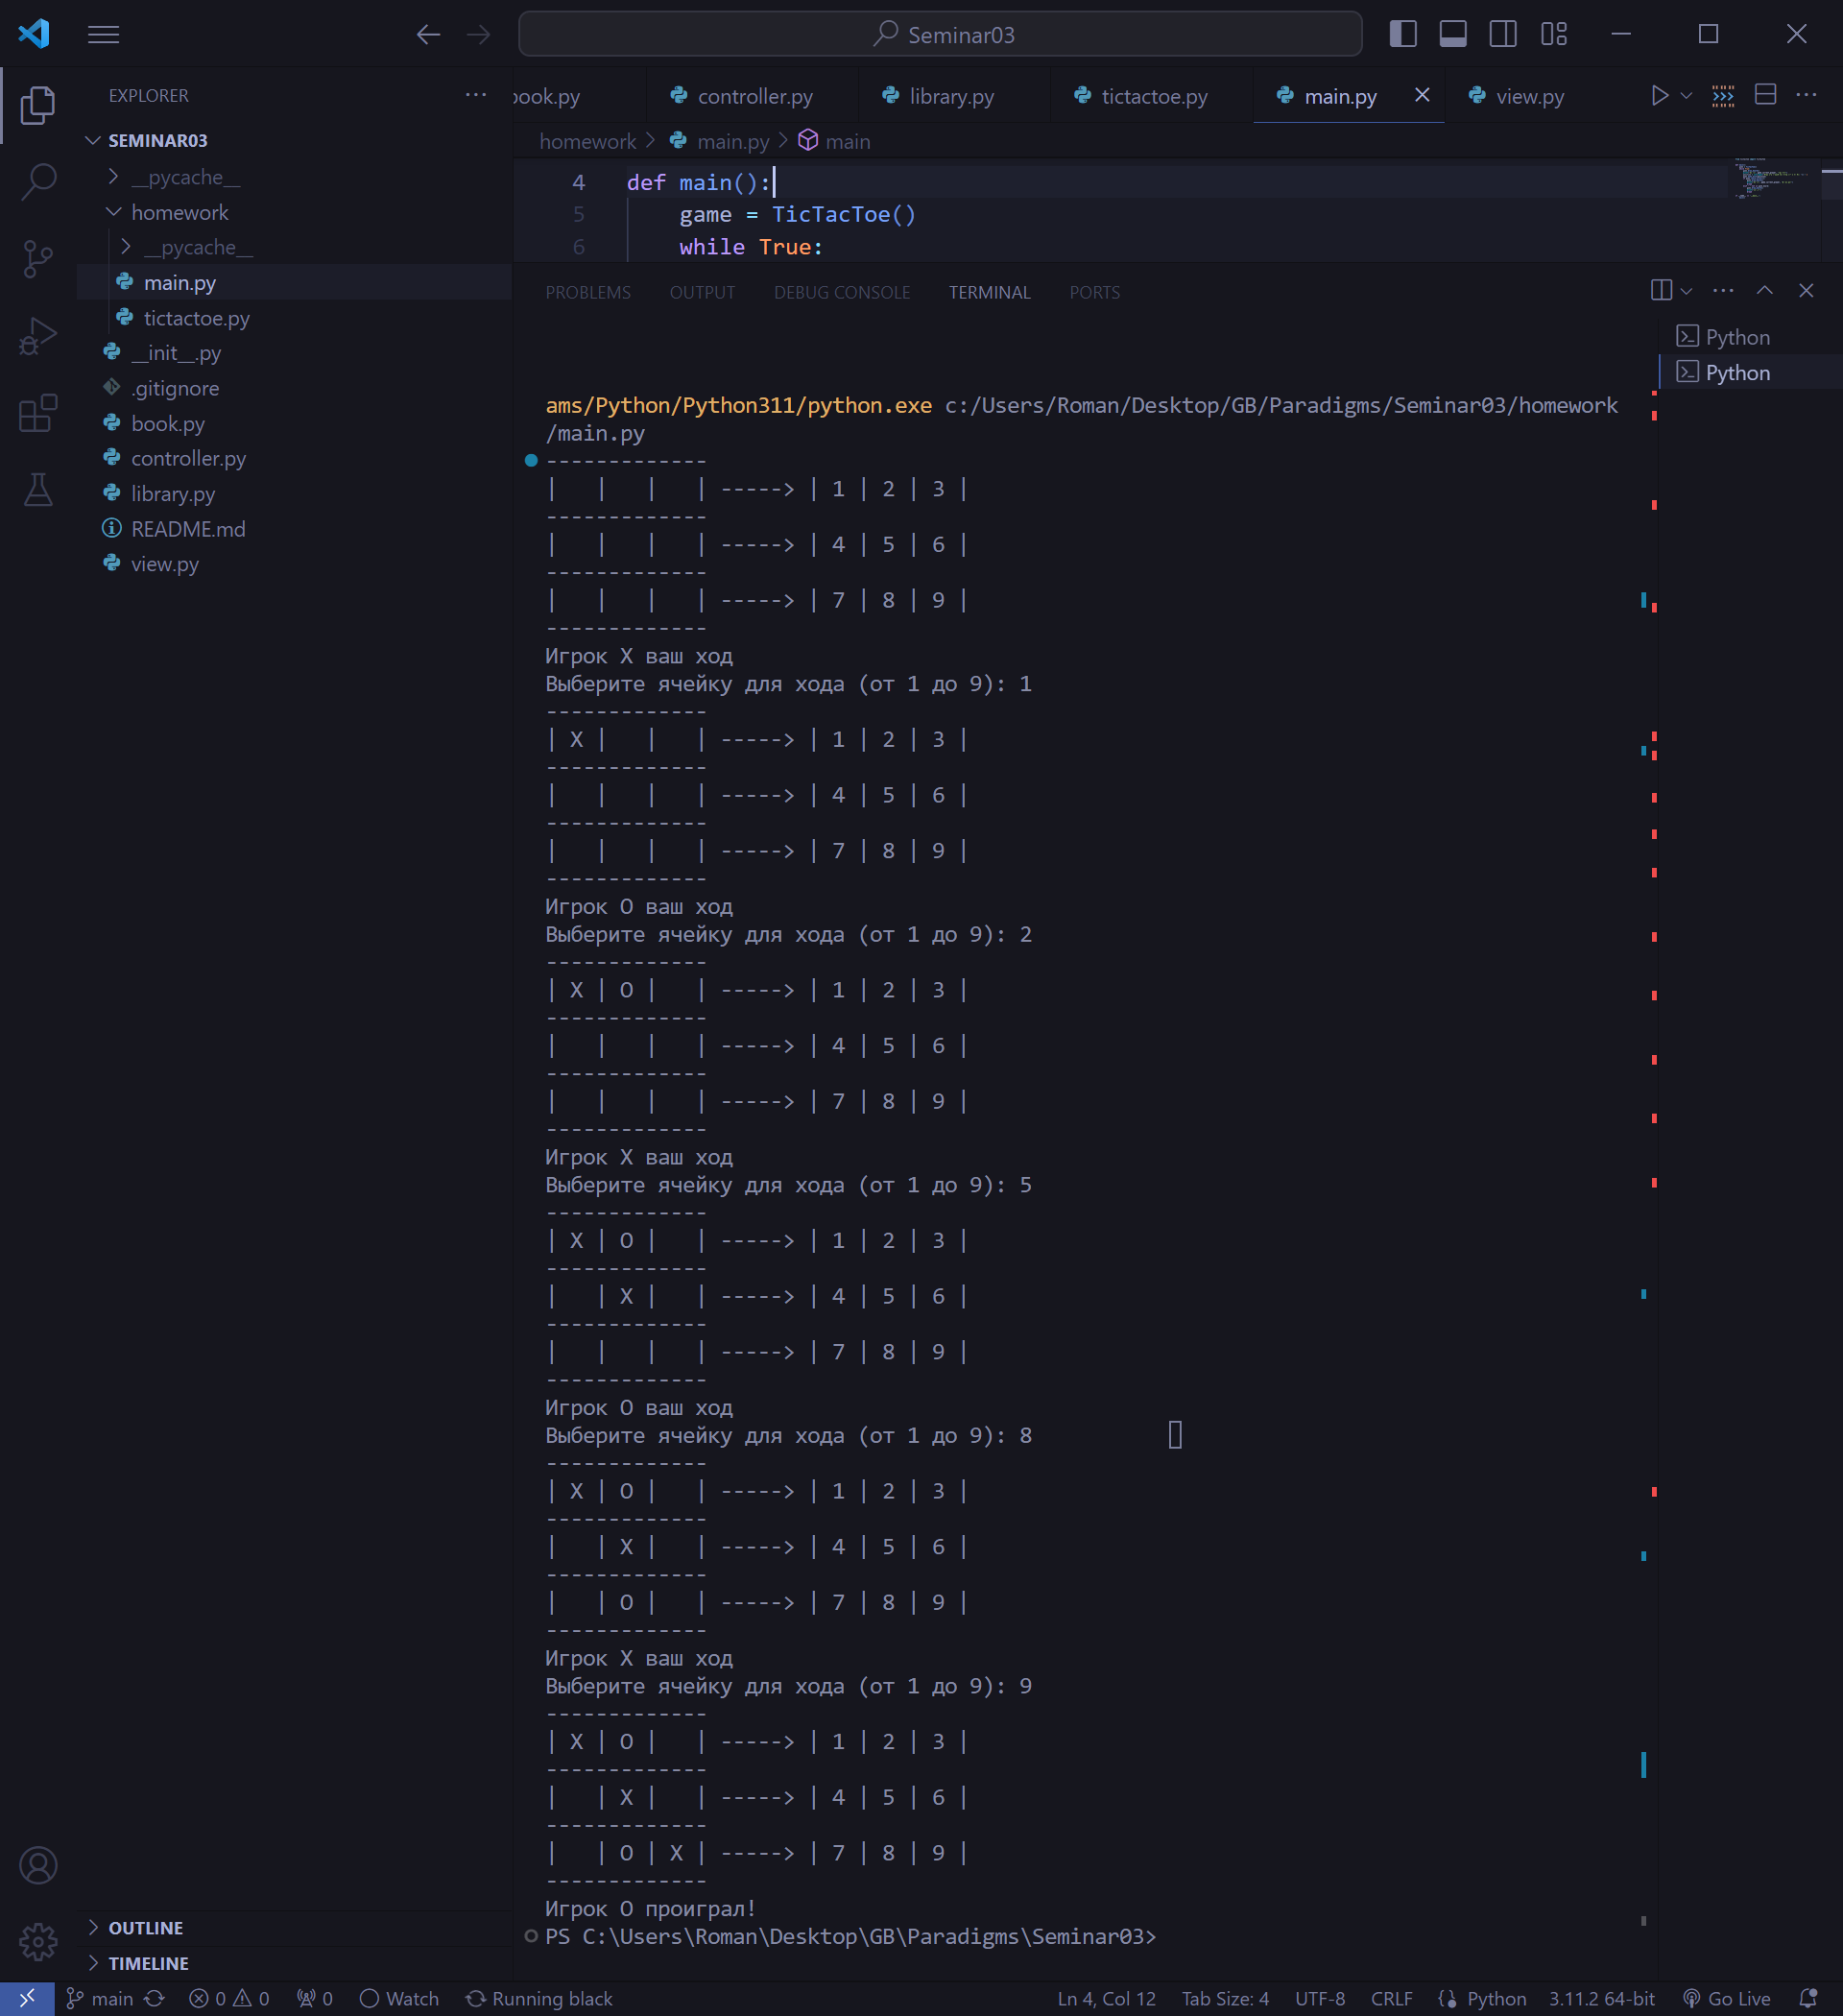 Seminar03
EXPLORER
SEMINAR03
__pycache__
homework
__pycache__
main.py
tictactoe.py
__init__.py
.gitignore
book.py
controller.py
library.py
README.md
view.py
OUTLINE
TIMELINE
book.py controller.py library.py tictactoe.py main.py view.py
homework > main.py > main
4 def main():
5 game = TicTacToe()
6 while True:
PROBLEMS OUTPUT DEBUG CONSOLE TERMINAL PORTS
Python
Python
ams/Python/Python311/python.exe c:/Users/Roman/Desktop/GB/Paradigms/Seminar03/homework
/main.py
-------------
|   |   |   | -----> | 1 | 2 | 3 |
-------------
|   |   |   | -----> | 4 | 5 | 6 |
-------------
|   |   |   | -----> | 7 | 8 | 9 |
-------------
Игрок X ваш ход
Выберите ячейку для хода (от 1 до 9): 1
-------------
| X |   |   | -----> | 1 | 2 | 3 |
-------------
|   |   |   | -----> | 4 | 5 | 6 |
-------------
|   |   |   | -----> | 7 | 8 | 9 |
-------------
Игрок O ваш ход
Выберите ячейку для хода (от 1 до 9): 2
-------------
| X | O |   | -----> | 1 | 2 | 3 |
-------------
|   |   |   | -----> | 4 | 5 | 6 |
-------------
|   |   |   | -----> | 7 | 8 | 9 |
-------------
Игрок X ваш ход
Выберите ячейку для хода (от 1 до 9): 5
-------------
| X | O |   | -----> | 1 | 2 | 3 |
-------------
|   | X |   | -----> | 4 | 5 | 6 |
-------------
|   |   |   | -----> | 7 | 8 | 9 |
-------------
Игрок O ваш ход
Выберите ячейку для хода (от 1 до 9): 8
-------------
| X | O |   | -----> | 1 | 2 | 3 |
-------------
|   | X |   | -----> | 4 | 5 | 6 |
-------------
|   | O |   | -----> | 7 | 8 | 9 |
-------------
Игрок X ваш ход
Выберите ячейку для хода (от 1 до 9): 9
-------------
| X | O |   | -----> | 1 | 2 | 3 |
-------------
|   | X |   | -----> | 4 | 5 | 6 |
-------------
|   | O | X | -----> | 7 | 8 | 9 |
-------------
Игрок O проиграл!
PS C:\Users\Roman\Desktop\GB\Paradigms\Seminar03>
main 0 0 0 Watch Running black Ln 4, Col 12 Tab Size: 4 UTF-8 CRLF Python 3.11.2 64-bit Go Live